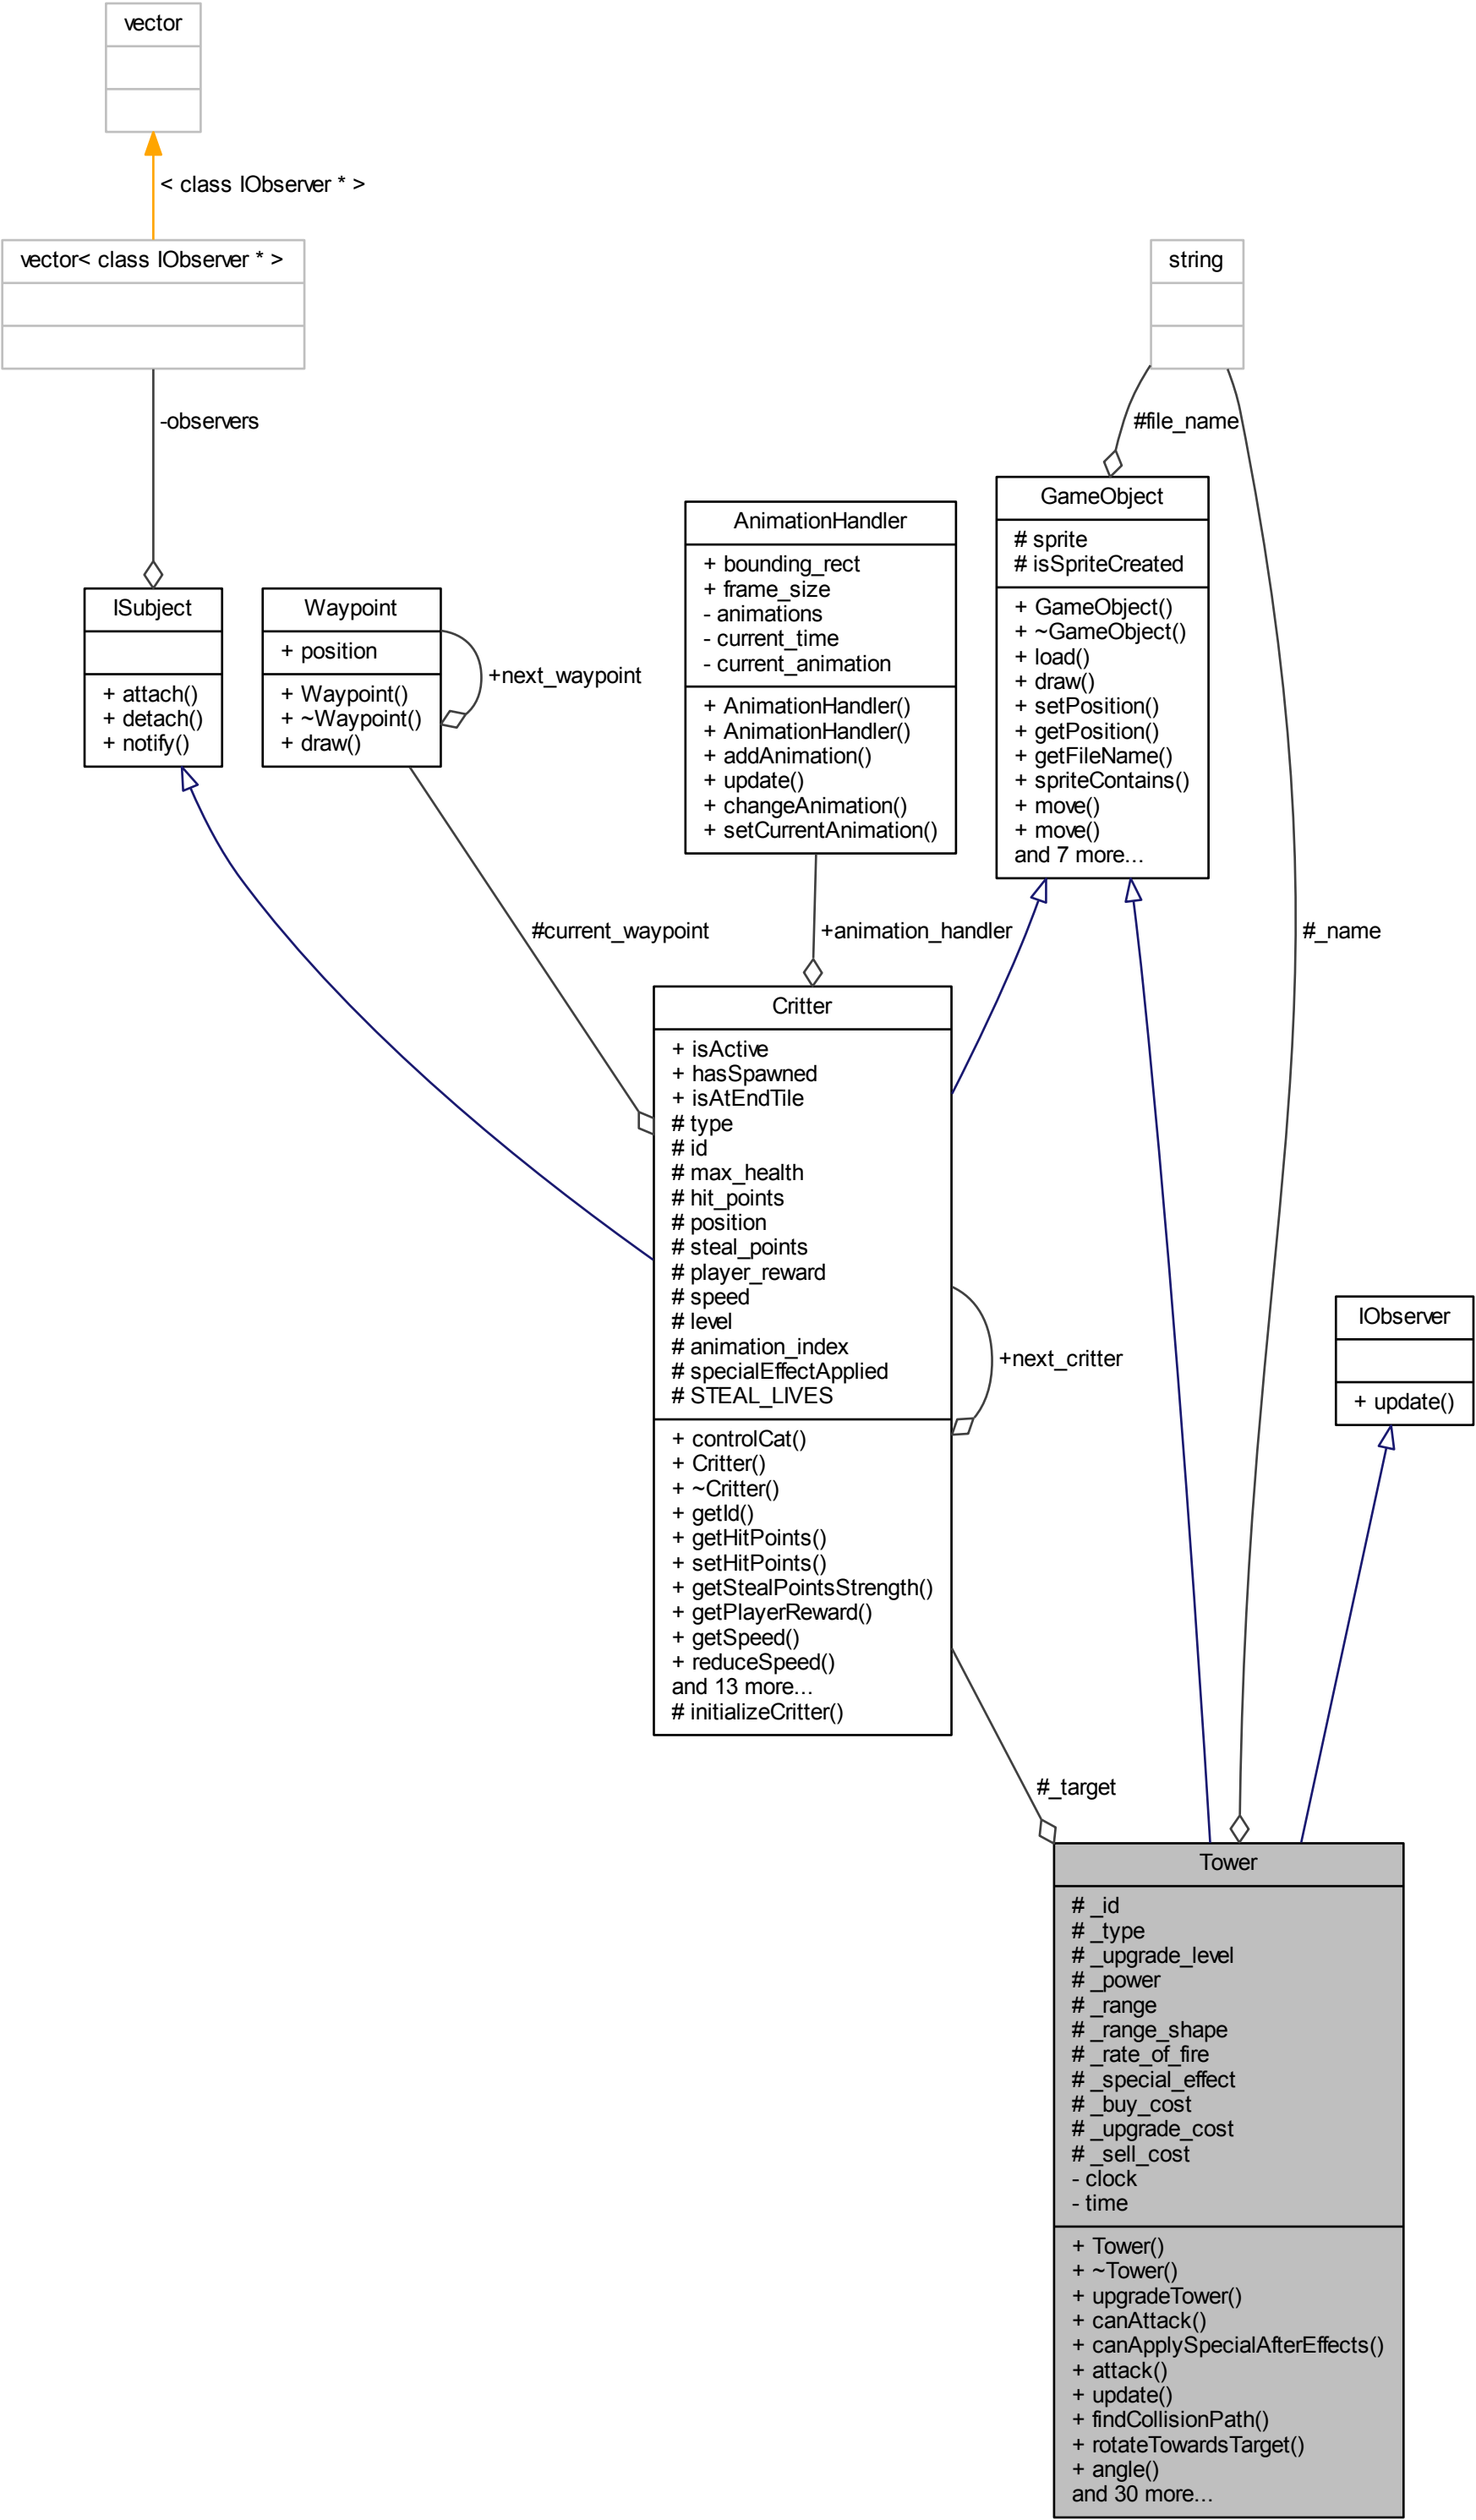 vector
< class IObserver * >
vector< class IObserver * >
string
-observers
#file_name
GameObject
# sprite
# isSpriteCreated
+ GameObject()
+ ~GameObject()
+ load()
+ draw()
+ setPosition()
+ getPosition()
+ getFileName()
+ spriteContains()
+ move()
+ move()
and 7 more...
AnimationHandler
+ bounding_rect
+ frame_size
- animations
- current_time
- current_animation
+ AnimationHandler()
+ AnimationHandler()
+ addAnimation()
+ update()
+ changeAnimation()
+ setCurrentAnimation()
ISubject
+ attach()
+ detach()
+ notify()
Waypoint
+ position
+ Waypoint()
+ ~Waypoint()
+ draw()
+next_waypoint
#current_waypoint
+animation_handler
#_name
Critter
+ isActive
+ hasSpawned
+ isAtEndTile
# type
# id
# max_health
# hit_points
# position
# steal_points
# player_reward
# speed
# level
# animation_index
# specialEffectApplied
# STEAL_LIVES
+ controlCat()
+ Critter()
+ ~Critter()
+ getId()
+ getHitPoints()
+ setHitPoints()
+ getStealPointsStrength()
+ getPlayerReward()
+ getSpeed()
+ reduceSpeed()
and 13 more...
# initializeCritter()
+next_critter
IObserver
+ update()
#_target
Tower
# _id
# _type
# _upgrade_level
# _power
# _range
# _range_shape
# _rate_of_fire
# _special_effect
# _buy_cost
# _upgrade_cost
# _sell_cost
- clock
- time
+ Tower()
+ ~Tower()
+ upgradeTower()
+ canAttack()
+ canApplySpecialAfterEffects()
+ attack()
+ update()
+ findCollisionPath()
+ rotateTowardsTarget()
+ angle()
and 30 more...